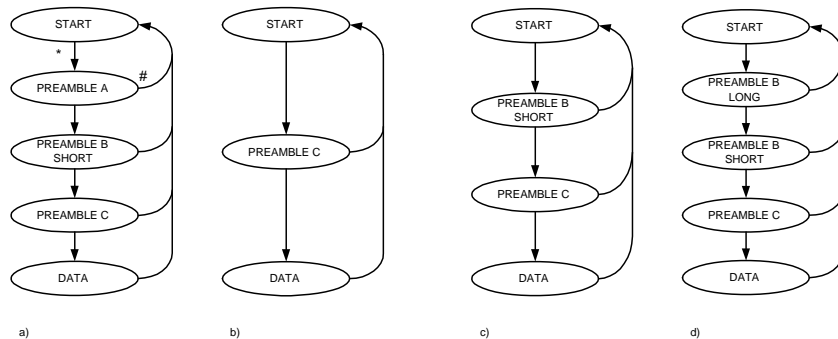 START
*
#
PREAMBLE A
PREAMBLE B
SHORT
PREAMBLE C
DATA
a)
START
PREAMBLE C
DATA
b)
START
PREAMBLE B
SHORT
PREAMBLE C
DATA
c)
START
PREAMBLE B
LONG
PREAMBLE B
SHORT
PREAMBLE C
DATA
d)